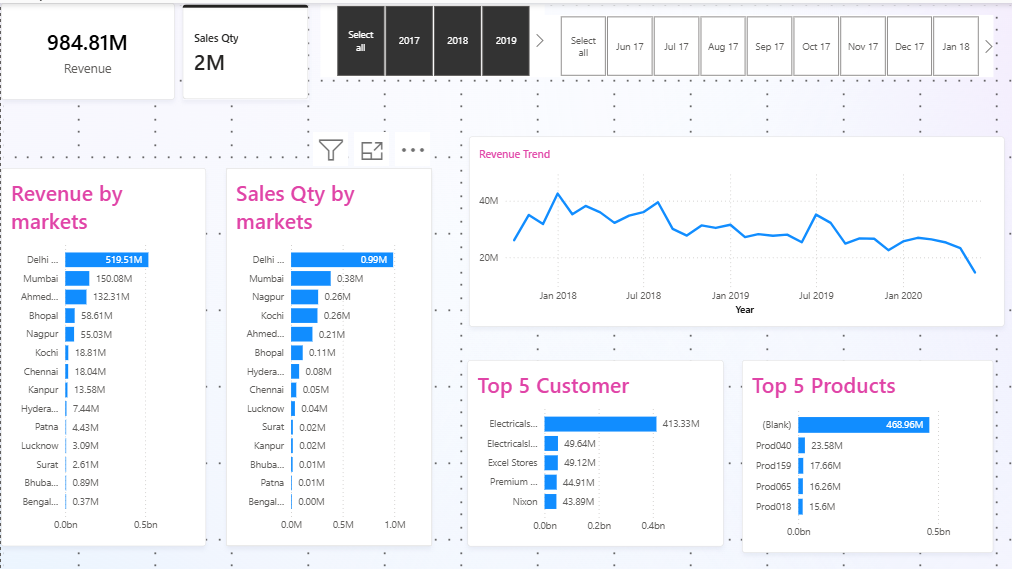 984.81M
Revenue
Sales Qty
2M
Select all
2017
2018
2019
Select all
Jun 17
Jul 17
Aug 17
Sep 17
Oct 17
Nov 17
Dec 17
Jan 18
Revenue by
markets
Delhi ... 519.51M
Mumbai 150.08M
Ahmed... 132.31M
Bhopal 58.61M
Nagpur 55.03M
Kochi 18.81M
Chennai 18.04M
Kanpur 13.58M
Hydera... 7.44M
Patna 4.43M
Lucknow 3.09M
Surat 2.61M
Bhuba... 0.89M
Bengal... 0.37M
0.0bn 0.5bn
Sales Qty by
markets
Delhi ... 0.99M
Mumbai 0.38M
Nagpur 0.26M
Kochi 0.26M
Ahmed... 0.21M
Bhopal 0.11M
Hydera... 0.08M
Chennai 0.05M
Lucknow 0.04M
Surat 0.02M
Kanpur 0.02M
Bhuba... 0.01M
Patna 0.01M
Bengal... 0.00M
0.0M 0.5M 1.0M
Revenue Trend
40M
20M
Jan 2018 Jul 2018 Jan 2019 Jul 2019 Jan 2020
Year
Top 5 Customer
Electricals... 413.33M
Electricalsl... 49.64M
Excel Stores 49.12M
Premium ... 44.91M
Nixon 43.89M
0.0bn 0.2bn 0.4bn
Top 5 Products
(Blank) 468.96M
Prod040 23.58M
Prod159 17.66M
Prod065 16.26M
Prod018 15.6M
0.0bn 0.5bn